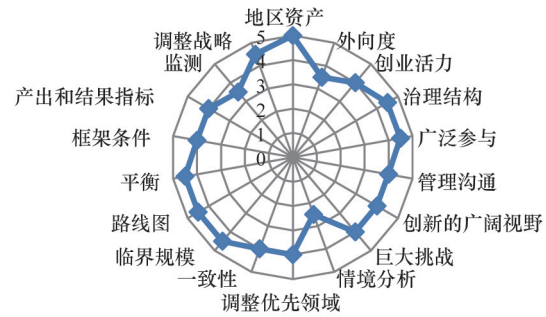 地区资产
外向度
创业活力
治理结构
广泛参与
管理沟通
创新的广阔视野
巨大挑战
情境分析
调整优先领域
一致性
临界规模
路线图
平衡
框架条件
产出和结果指标
监测
调整战略
5
4
3
2
1
0